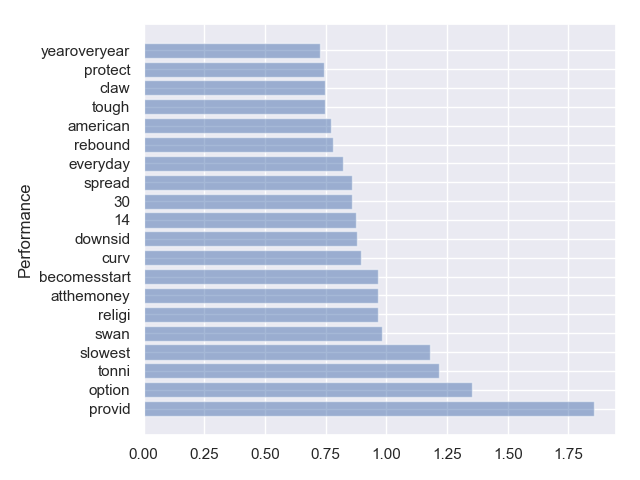 yearoveryear
protect
claw
tough
american
rebound
everyday
spread
30
14
downsid
curv
becomesstart
atthemoney
religi
swan
slowest
tonni
option
provid
Performance
0.00 0.25 0.50 0.75 1.00 1.25 1.50 1.75